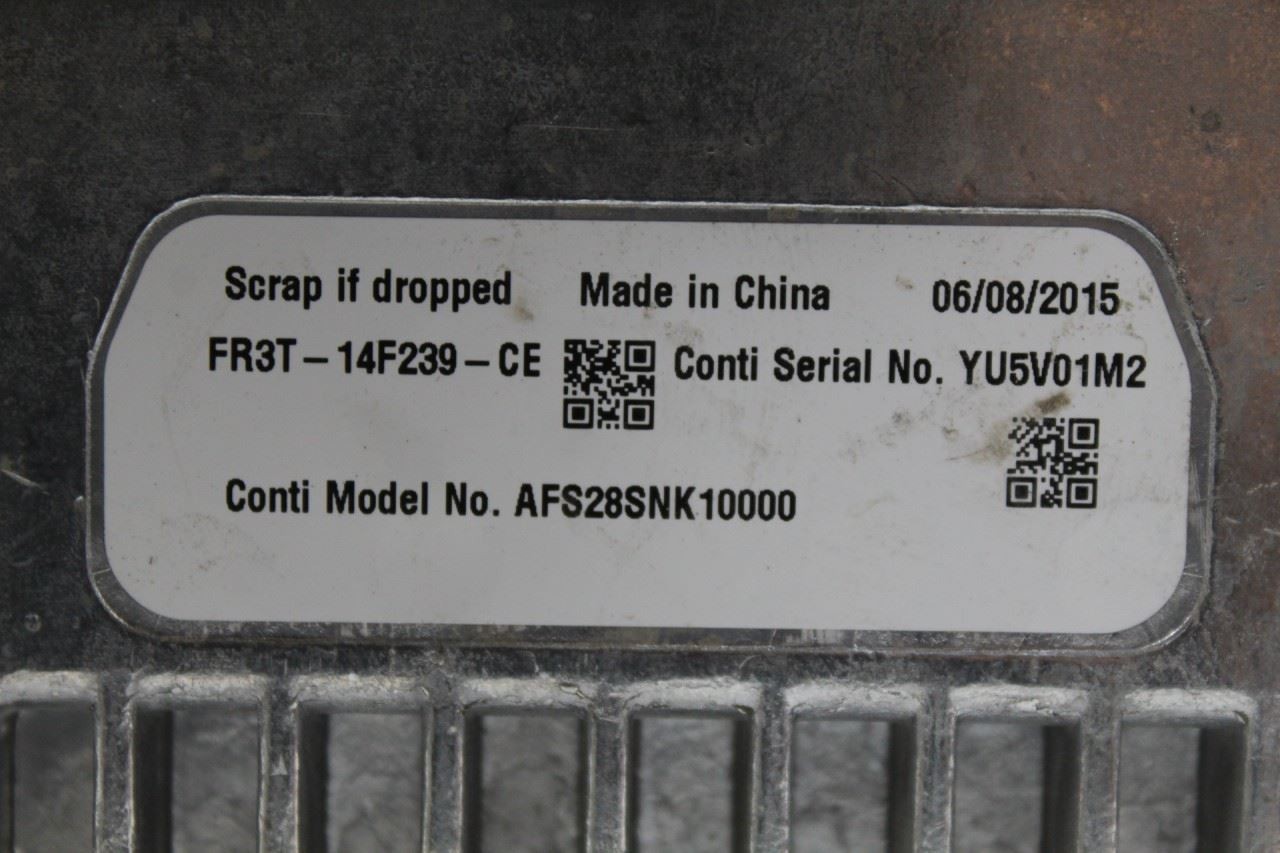 Scrap if dropped Made in China 06/08/2015
FR3T-14F239-CE Conti Serial No. YU5V01M2
Conti Model No. AFS28SNK10000